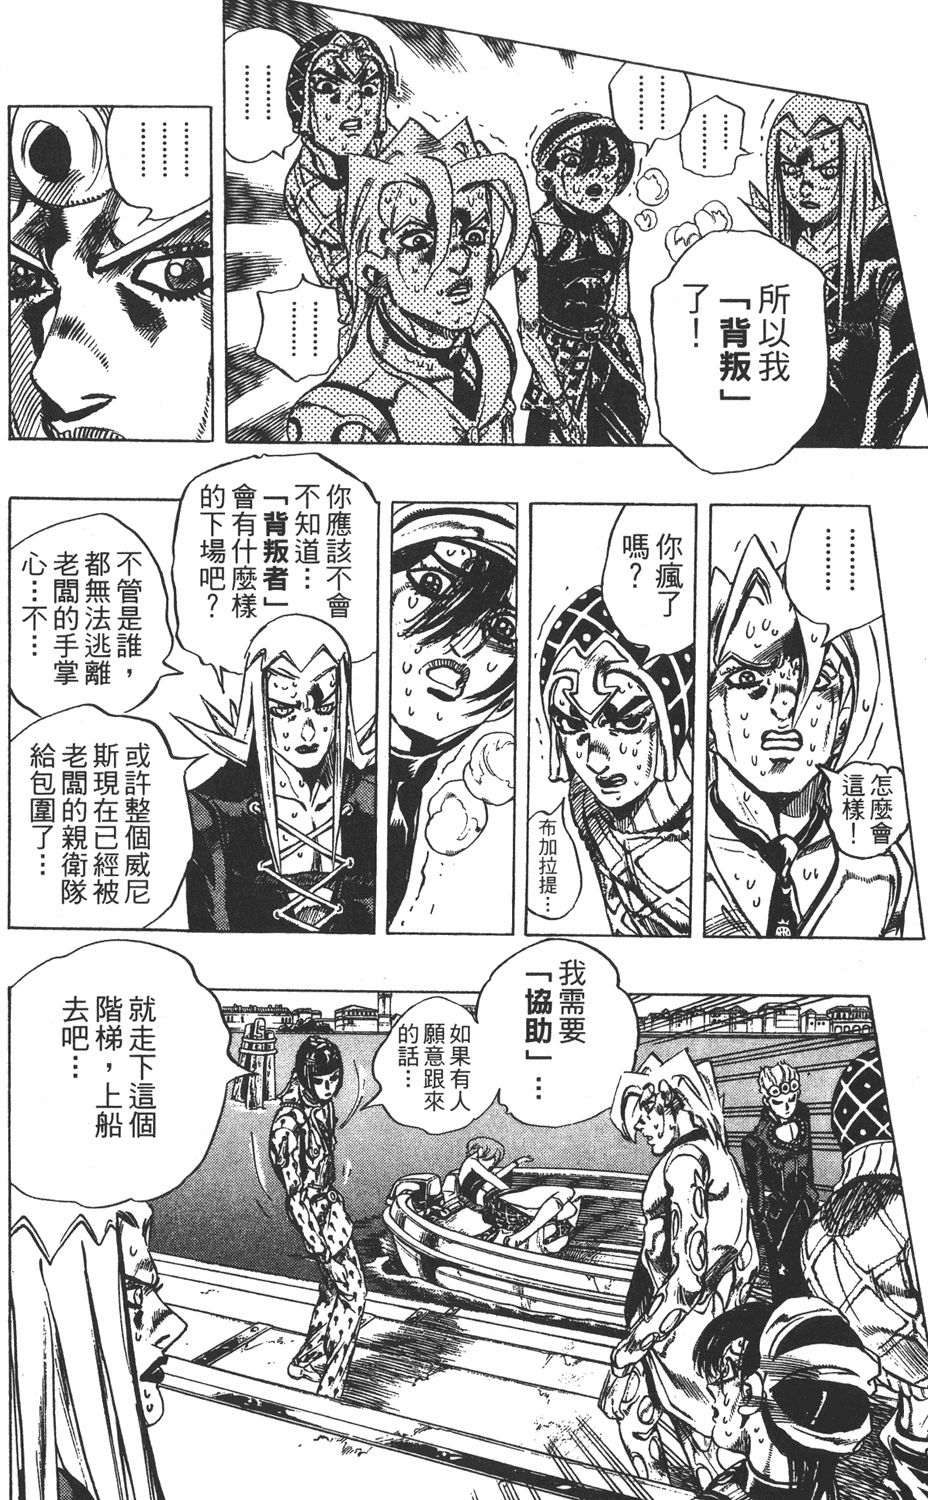 ⋯⋯⋯
⋯⋯⋯
所以我
「背叛」
了！
⋯⋯⋯
⋯⋯⋯
⋯⋯⋯
⋯⋯⋯
⋯⋯⋯
⋯⋯⋯
⋯⋯⋯
⋯⋯⋯
⋯⋯⋯
⋯⋯⋯
⋯⋯⋯
怎麼會
這樣！
你瘋了
嗎？
布加拉提⋯
你應該不會
不知道⋯
「背叛者」
會有什麼樣
的下場吧？
不管是誰，
都無法逃離
老闆的手掌
心⋯不⋯
或許整個威尼
斯現在已經被
老闆的親衛隊
給包圍了⋯
我需要
「協助」⋯
如果有人
願意跟來
的話⋯
就走下這個
階梯，上船
去吧⋯